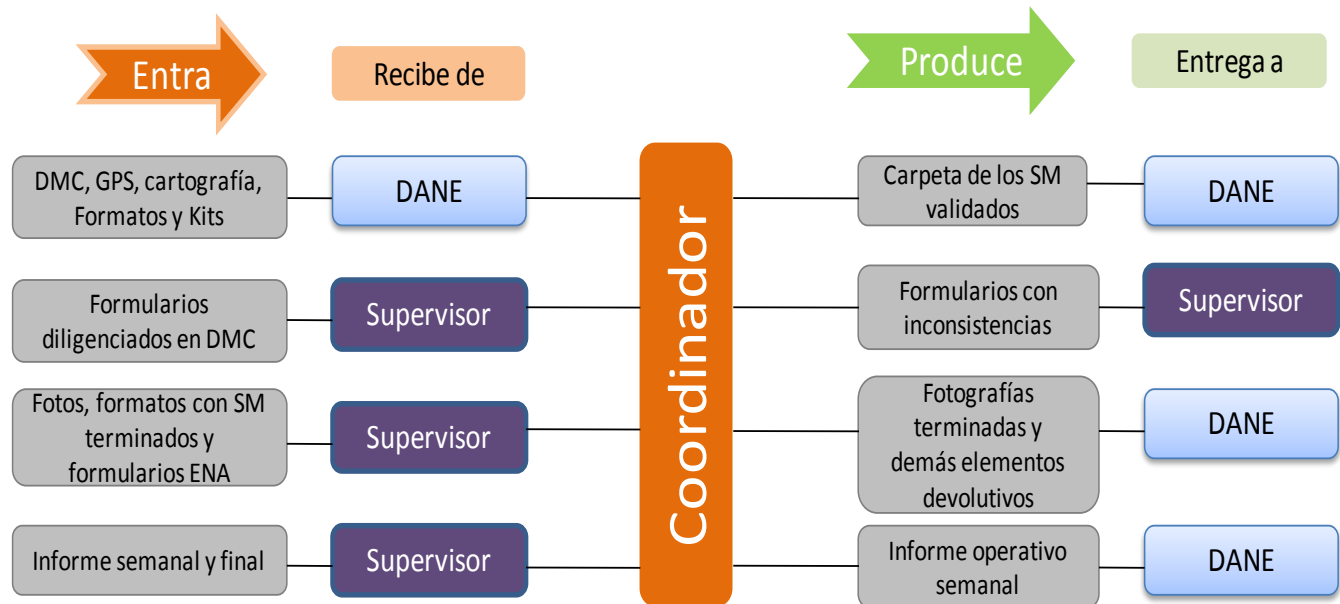 Entra
Recibe de
Produce
Entrega a
DMC, GPS, cartografía,
Formatos y Kits
DANE
Carpeta de los SM
validados
DANE
Formularios
diligenciados en DMC
Supervisor
Formularios con
inconsistencias
Supervisor
Fotos, formatos con SM
terminados y
formularios ENA
Supervisor
Fotografías
terminadas y
demás elementos
devolutivos
DANE
Informe semanal y final
Supervisor
Informe operativo
semanal
DANE
Coordinador